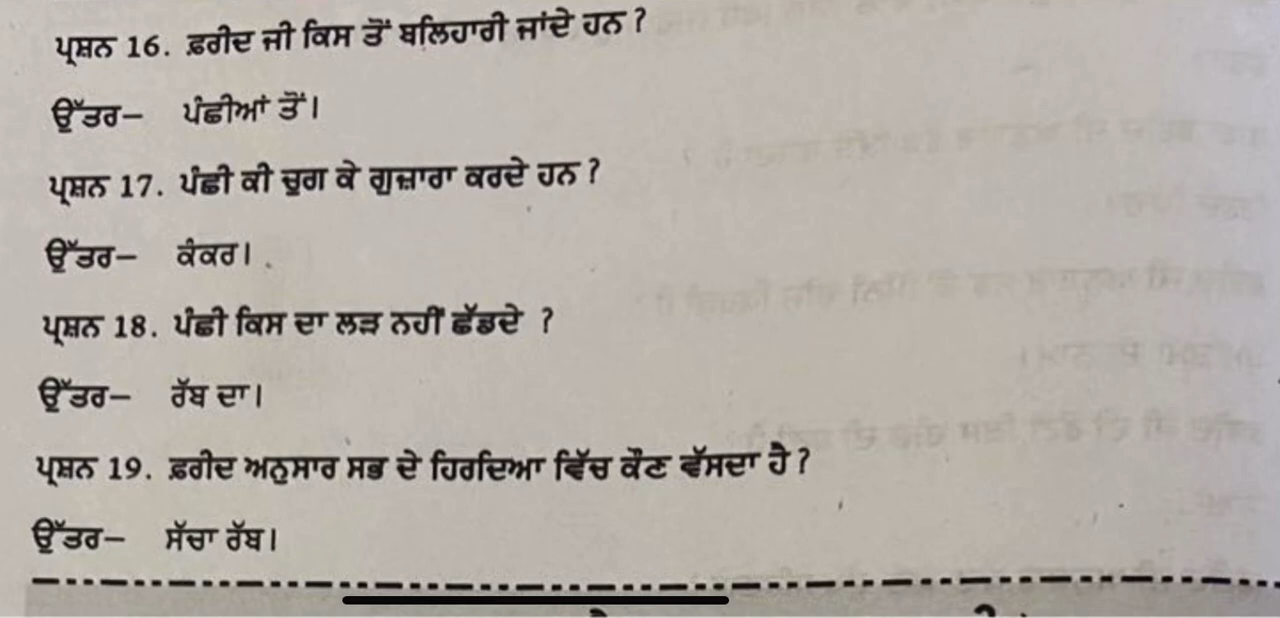 ਪ੍ਰਸ਼ਨ 16. ਫ਼ਰੀਦ ਜੀ ਕਿਸ ਤੋਂ ਬਲਿਹਾਰੀ ਜਾਂਦੇ ਹਨ ?
ਉੱਤਰ– ਪੰਛੀਆਂ ਤੋਂ।
ਪ੍ਰਸ਼ਨ 17. ਪੰਛੀ ਕੀ ਚੁਗ ਕੇ ਗੁਜ਼ਾਰਾ ਕਰਦੇ ਹਨ ?
ਉੱਤਰ– ਕੰਕਰ।
ਪ੍ਰਸ਼ਨ 18. ਪੰਛੀ ਕਿਸ ਦਾ ਲੜ ਨਹੀਂ ਛੱਡਦੇ ?
ਉੱਤਰ– ਰੱਬ ਦਾ।
ਪ੍ਰਸ਼ਨ 19. ਫ਼ਰੀਦ ਅਨੁਸਾਰ ਸਭ ਦੇ ਹਿਰਦਿਆ ਵਿੱਚ ਕੌਣ ਵੱਸਦਾ ਹੈ ?
ਉੱਤਰ– ਸੱਚਾ ਰੱਬ।